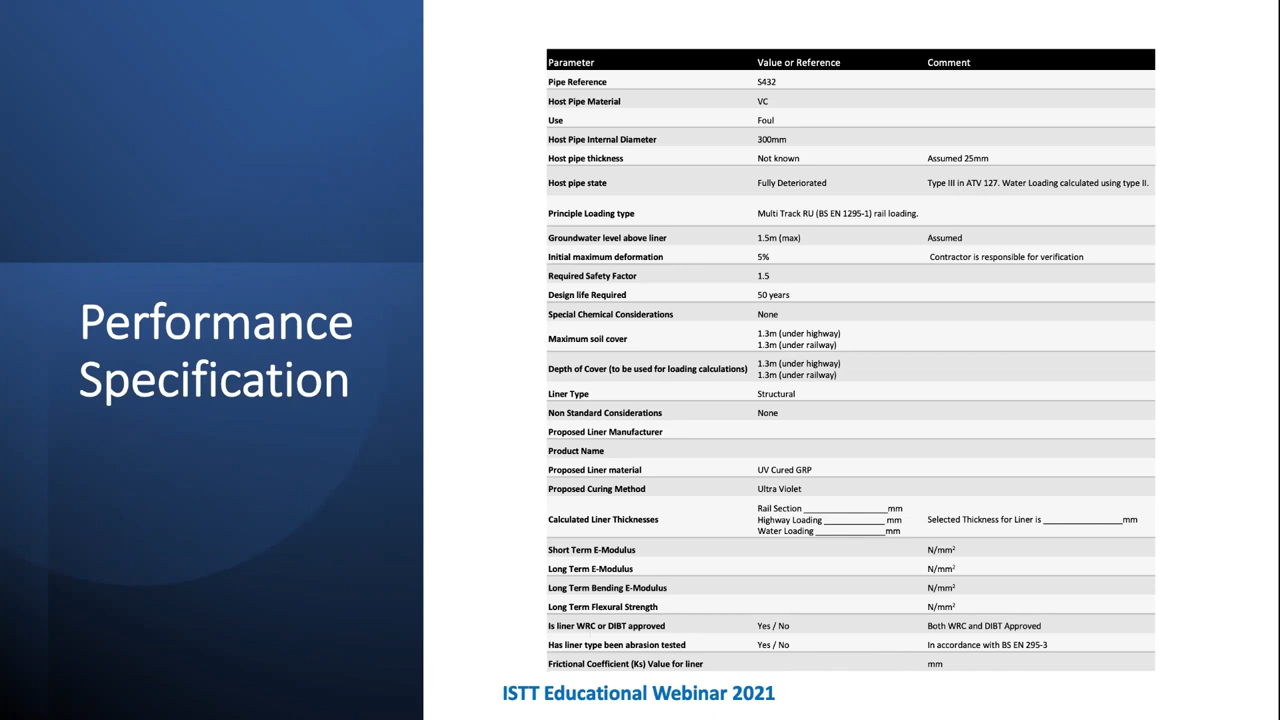 Performance
Specification
Parameter Value or Reference Comment
Pipe Reference S432
Host Pipe Material VC
Use Foul
Host Pipe Internal Diameter 300mm
Host pipe thickness Not known Assumed 25mm
Host pipe state Fully Deteriorated Type III in ATV 127. Water Loading calculated using type II.
Principle Loading type Multi Track RU (BS EN 1295-1) rail loading.
Groundwater level above liner 1.5m (max) Assumed
Initial maximum deformation 5% Contractor is responsible for verification
Required Safety Factor 1.5
Design life Required 50 years
Special Chemical Considerations None
Maximum soil cover 1.3m (under highway)
1.3m (under railway)
Depth of Cover (to be used for loading calculations) 1.3m (under highway)
1.3m (under railway)
Liner Type Structural
Non Standard Considerations None
Proposed Liner Manufacturer
Product Name
Proposed Liner material UV Cured GRP
Proposed Curing Method Ultra Violet
Calculated Liner Thicknesses Rail Section __________________mm
Highway Loading _____________ mm Selected Thickness for Liner is _________________mm
Water Loading _______________mm
Short Term E-Modulus N/mm²
Long Term E-Modulus N/mm²
Long Term Bending E-Modulus N/mm²
Long Term Flexural Strength N/mm²
Is liner WRC or DIBT approved Yes / No Both WRC and DIBT Approved
Has liner type been abrasion tested Yes / No In accordance with BS EN 295-3
Frictional Coefficient (Ks) Value for liner mm
ISTT Educational Webinar 2021